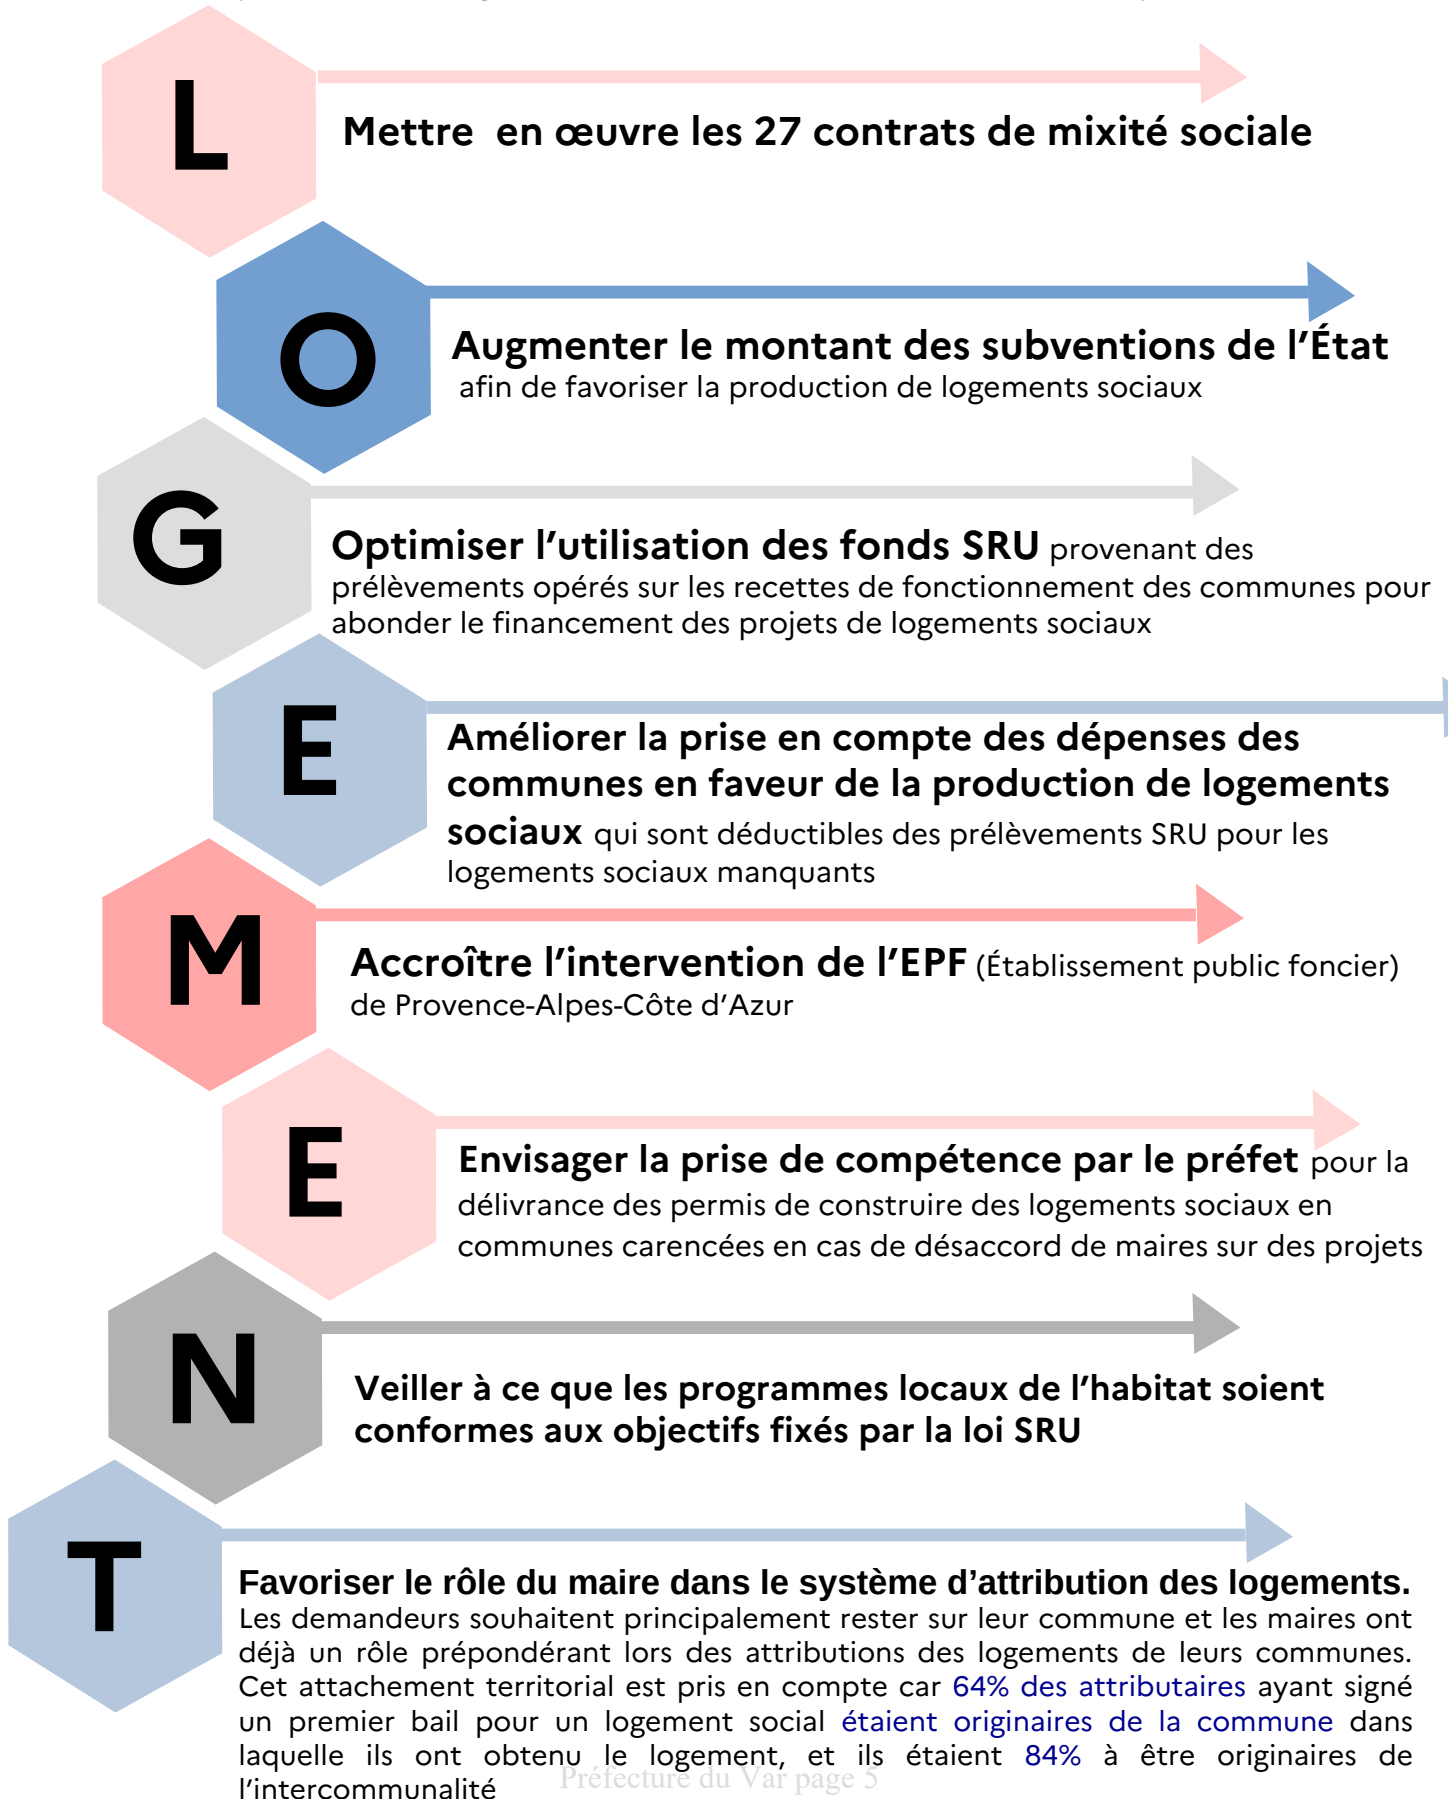 L
Mettre en œuvre les 27 contrats de mixité sociale
O
Augmenter le montant des subventions de l’État
afin de favoriser la production de logements sociaux
G
Optimiser l’utilisation des fonds SRU provenant des
prélèvements opérés sur les recettes de fonctionnement des communes pour
abonder le financement des projets de logements sociaux
E
Améliorer la prise en compte des dépenses des
communes en faveur de la production de logements
sociaux qui sont déductibles des prélèvements SRU pour les
logements sociaux manquants
M
Accroître l’intervention de l’EPF (Établissement public foncier)
de Provence-Alpes-Côte d’Azur
E
Envisager la prise de compétence par le préfet pour la
délivrance des permis de construire des logements sociaux en
communes carencées en cas de désaccord de maires sur des projets
N
Veiller à ce que les programmes locaux de l’habitat soient
conformes aux objectifs fixés par la loi SRU
T
Favoriser le rôle du maire dans le système d’attribution des logements.
Les demandeurs souhaitent principalement rester sur leur commune et les maires ont
déjà un rôle prépondérant lors des attributions des logements de leurs communes.
Cet attachement territorial est pris en compte car 64% des attributaires ayant signé
un premier bail pour un logement social étaient originaires de la commune dans
laquelle ils ont obtenu le logement, et ils étaient 84% à être originaires de
l’intercommunalité
Préfecture du Var page 5